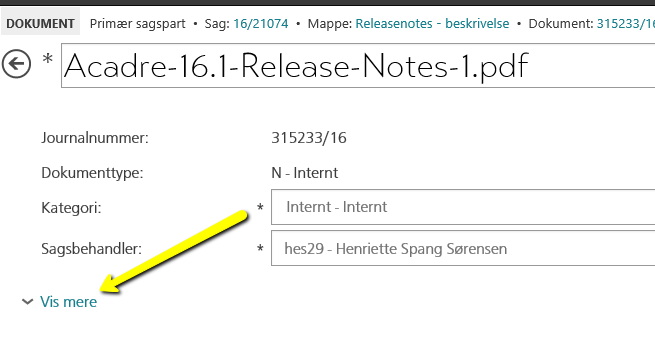 DOKUMENT Primær sagspart • Sag: 16/21074 • Mappe: Releasenotes - beskrivelse • Dokument: 315233/16
* Acadre-16.1-Release-Notes-1.pdf
Journalnummer: 315233/16
Dokumenttype: N - Internt
Kategori: * Internt - Internt
Sagsbehandler: * hes29 - Henriette Spang Sørensen
Vis mere